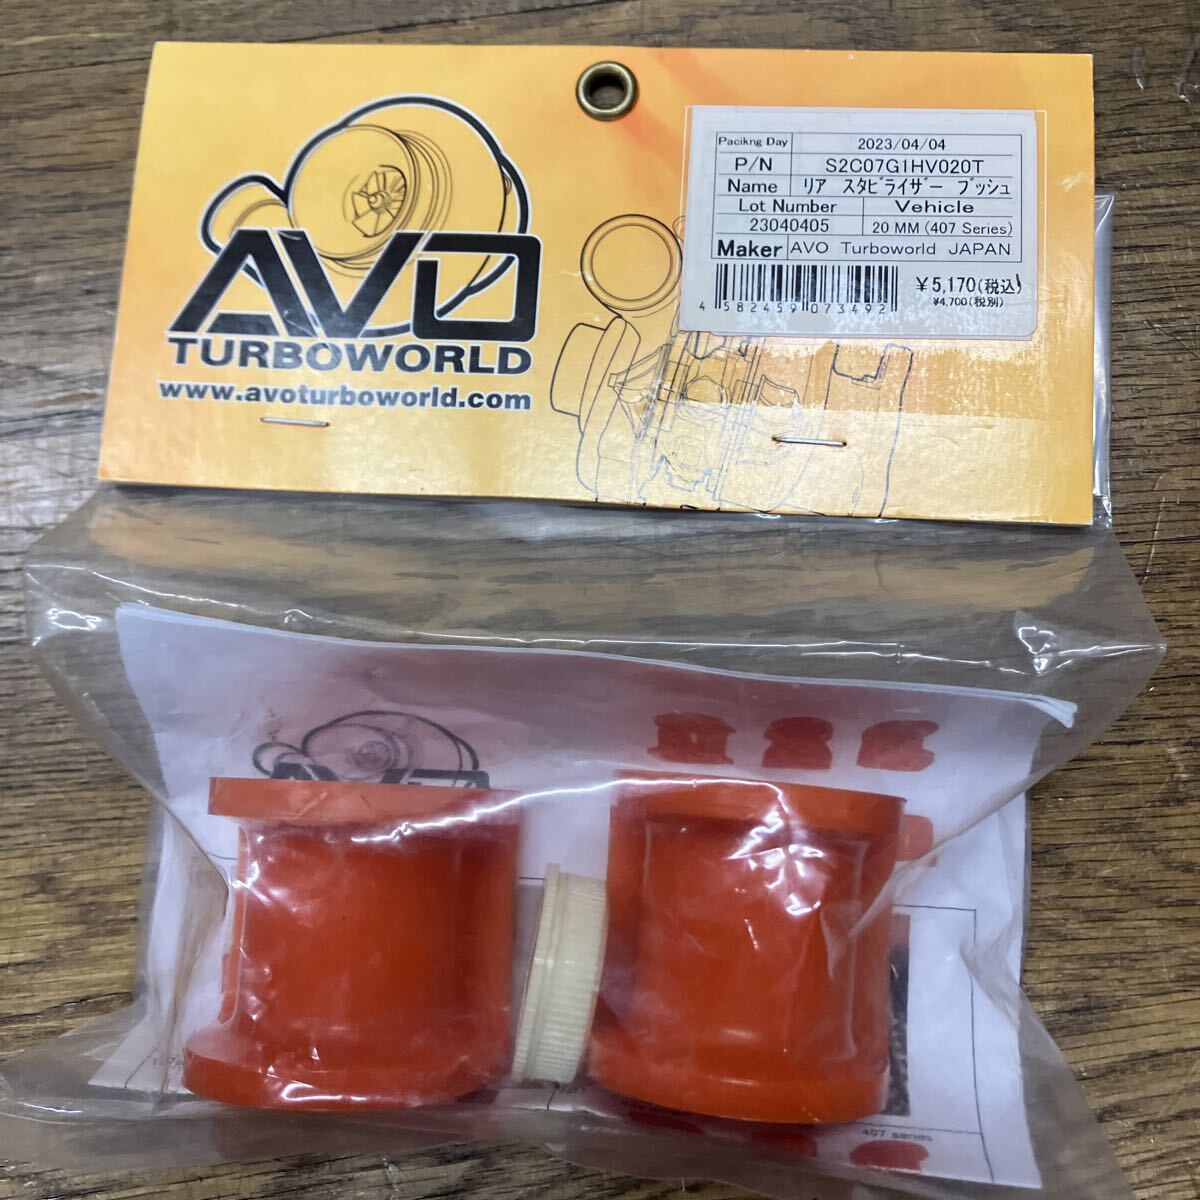 AVO
TURBOWORLD
www.avoturboworld.com
Pacikng Day 2023/04/04
P/N S2C07G1HV020T
Name リア スタビライザー ブッシュ
Lot Number Vehicle
23040405 20 MM (407 Series)
Maker AVO Turboworld JAPAN
4 582459 073492
¥5,170(税込)
¥4,700(税別)
AVO
407 series